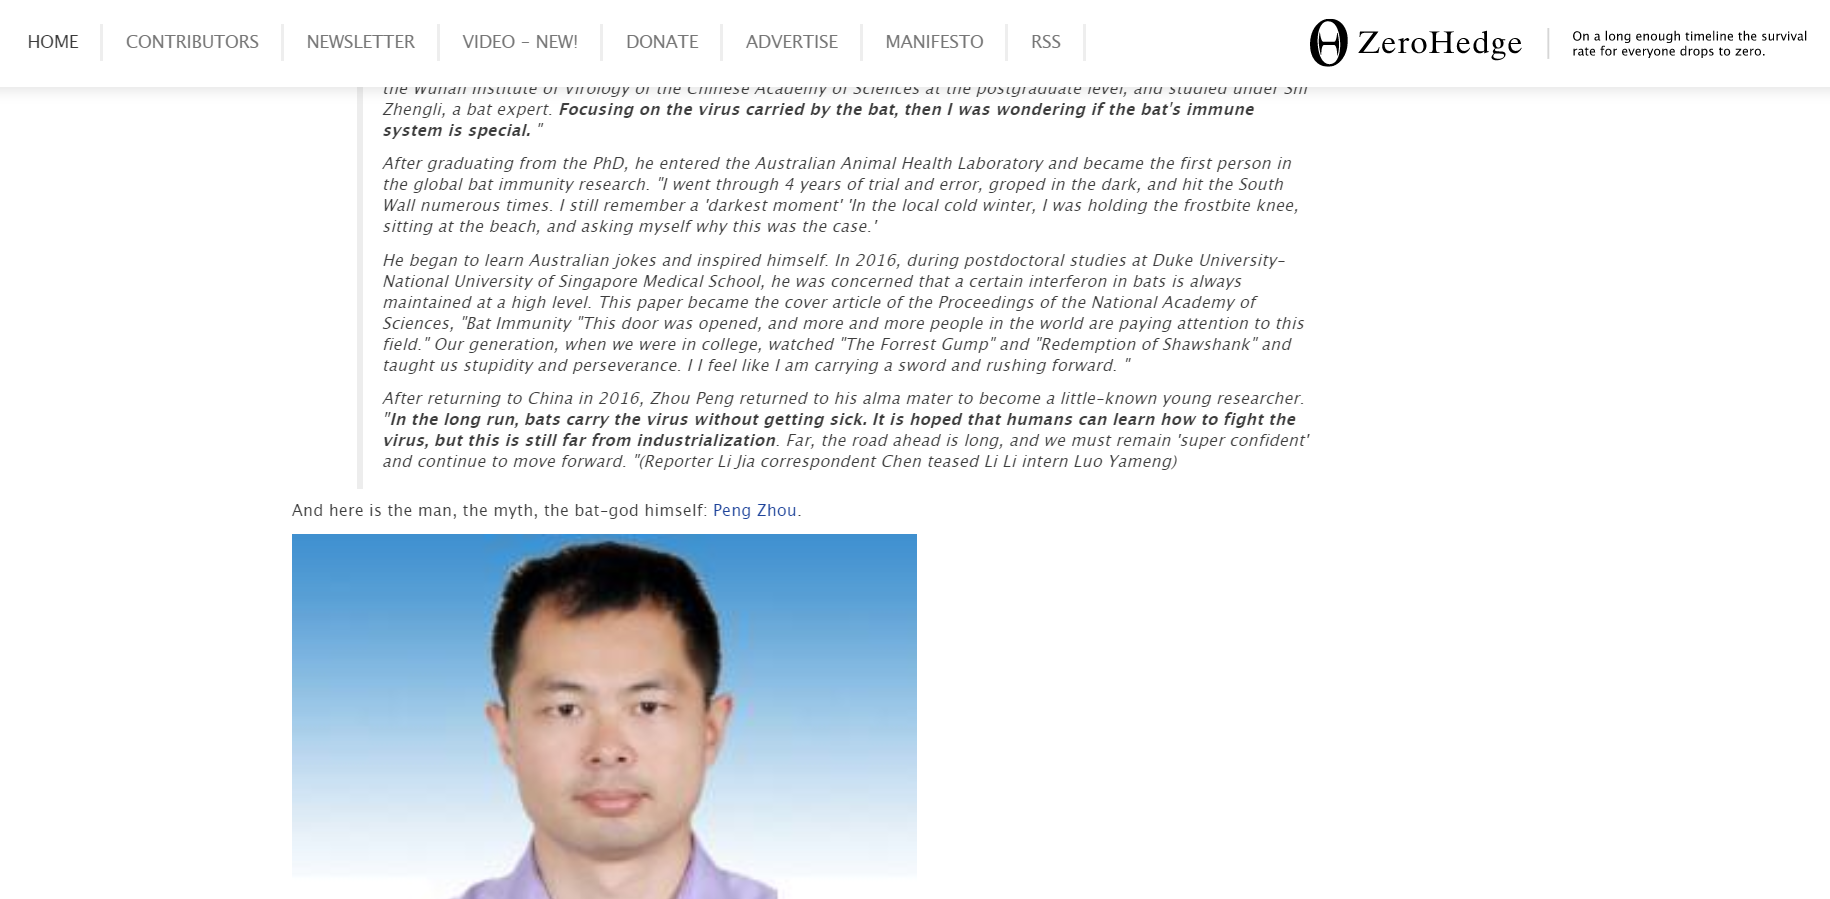 HOME
CONTRIBUTORS
NEWSLETTER
VIDEO - NEW!
DONATE
ADVERTISE
MANIFESTO
RSS
ZeroHedge
On a long enough timeline the survival
rate for everyone drops to zero.
the Wuhan Institute of Virology of the Chinese Academy of Sciences at the postgraduate level, and studied under Shi
Zhengli, a bat expert. Focusing on the virus carried by the bat, then I was wondering if the bat's immune
system is special. "
After graduating from the PhD, he entered the Australian Animal Health Laboratory and became the first person in
the global bat immunity research. "I went through 4 years of trial and error, groped in the dark, and hit the South
Wall numerous times. I still remember a 'darkest moment' 'In the local cold winter, I was holding the frostbite knee,
sitting at the beach, and asking myself why this was the case.'
He began to learn Australian jokes and inspired himself. In 2016, during postdoctoral studies at Duke University-
National University of Singapore Medical School, he was concerned that a certain interferon in bats is always
maintained at a high level. This paper became the cover article of the Proceedings of the National Academy of
Sciences, "Bat Immunity "This door was opened, and more and more people in the world are paying attention to this
field." Our generation, when we were in college, watched "The Forrest Gump" and "Redemption of Shawshank" and
taught us stupidity and perseverance. I I feel like I am carrying a sword and rushing forward. "
After returning to China in 2016, Zhou Peng returned to his alma mater to become a little-known young researcher.
"In the long run, bats carry the virus without getting sick. It is hoped that humans can learn how to fight the
virus, but this is still far from industrialization. Far, the road ahead is long, and we must remain 'super confident'
and continue to move forward. "(Reporter Li Jia correspondent Chen teased Li Li intern Luo Yameng)
And here is the man, the myth, the bat-god himself: Peng Zhou.